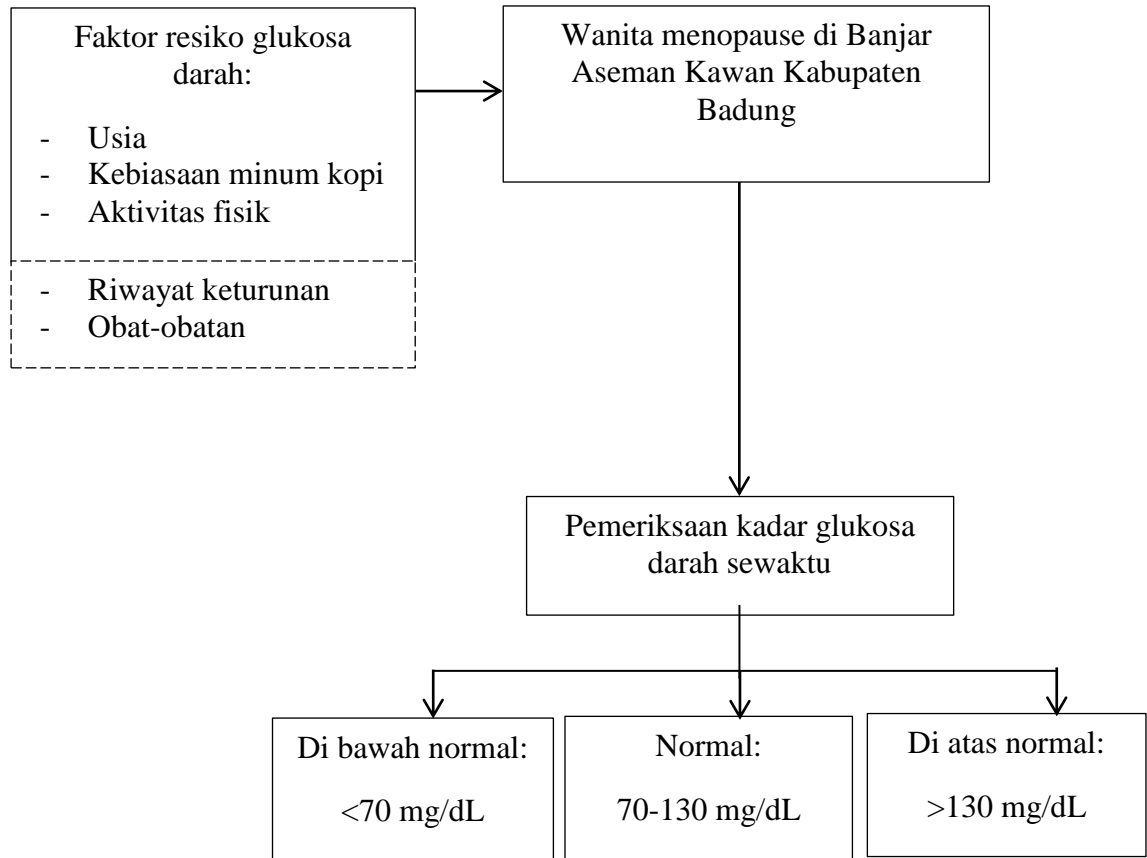 Faktor resiko glukosa
darah:
- Usia
- Kebiasaan minum kopi
- Aktivitas fisik
- Riwayat keturunan
- Obat-obatan
Wanita menopause di Banjar
Aseman Kawan Kabupaten
Badung
Pemeriksaan kadar glukosa
darah sewaktu
Di bawah normal:
<70 mg/dL
Normal:
70-130 mg/dL
Di atas normal:
>130 mg/dL